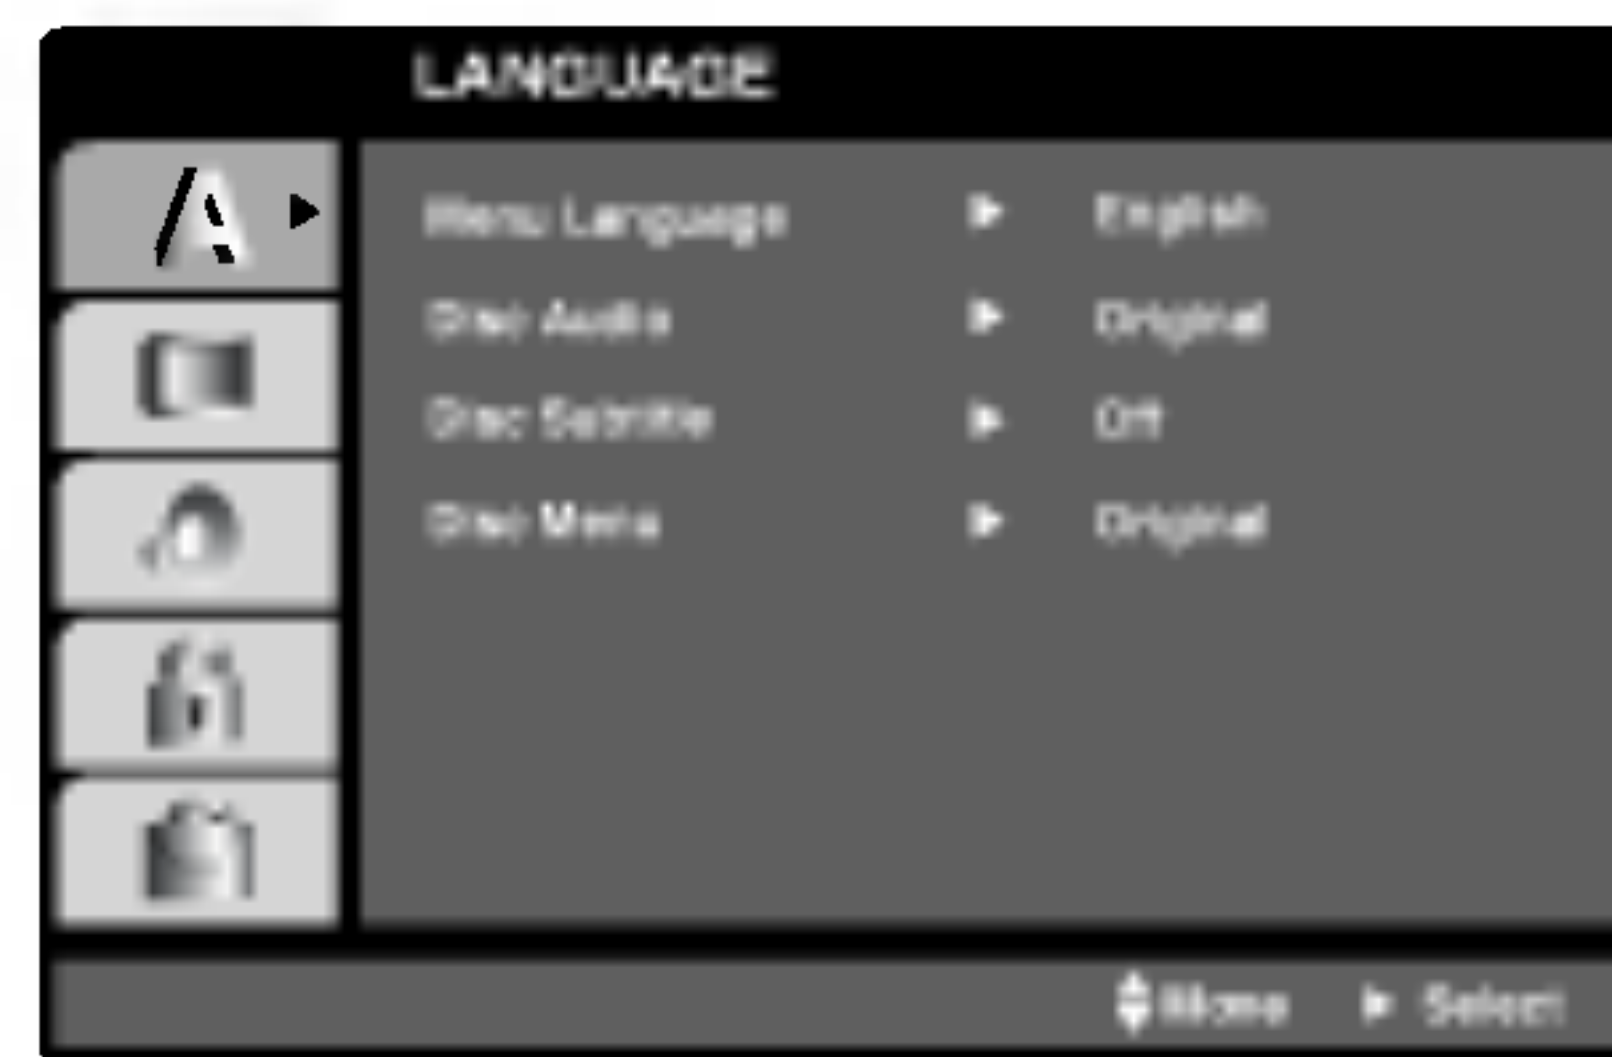 LANGUAGE
Menu Language ► English
Disc Audio ► Original
Disc Subtitle ► Off
Disc Menu ► Original
Move ► Select